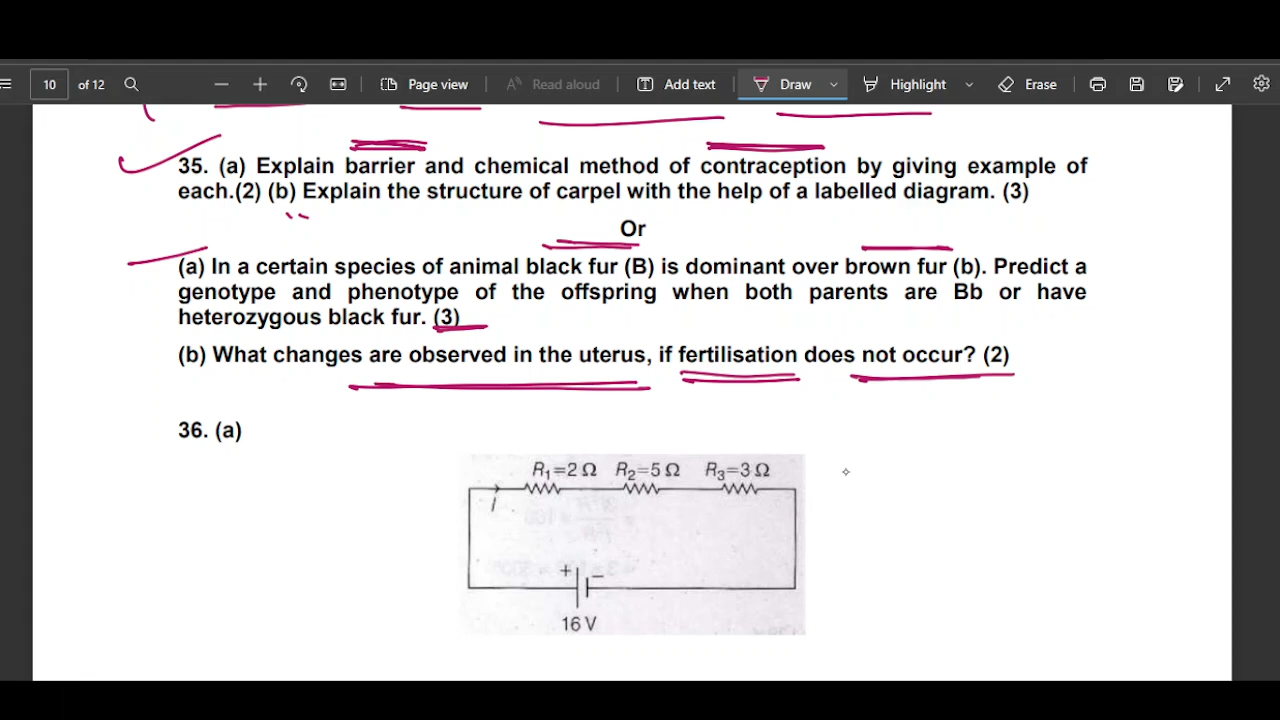 10 of 12 Page view Read aloud Add text Draw Highlight Erase
35. (a) Explain barrier and chemical method of contraception by giving example of
each.(2) (b) Explain the structure of carpel with the help of a labelled diagram. (3)
Or
(a) In a certain species of animal black fur (B) is dominant over brown fur (b). Predict a
genotype and phenotype of the offspring when both parents are Bb or have
heterozygous black fur. (3)
(b) What changes are observed in the uterus, if fertilisation does not occur? (2)
36. (a)
R₁=2 Ω R₂=5 Ω R₃=3 Ω
I
+ −
16 V